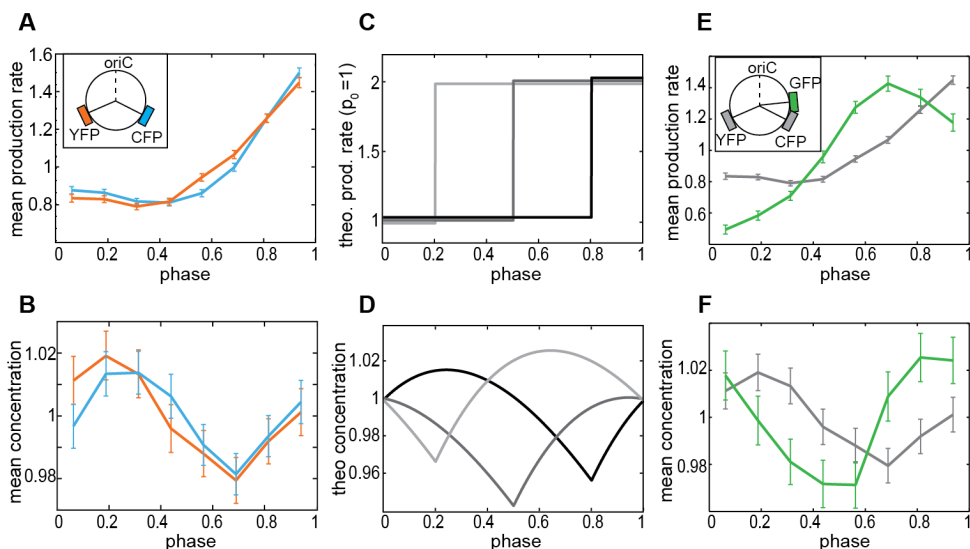 A
mean production rate
1.6
1.4
1.2
1.0
0.8
0 0.2 0.4 0.6 0.8 1
phase
oriC
YFP
CFP
C
theo. prod. rate (p₀ =1)
2
1
0 0.2 0.4 0.6 0.8 1
phase
E
mean production rate
1.6
1.4
1.2
1.0
0.8
0.6
0 0.2 0.4 0.6 0.8 1
phase
oriC
GFP
YFP
CFP
B
mean concentration
1.02
1
0.98
0 0.2 0.4 0.6 0.8 1
phase
D
theo concentration
1.02
1
0.98
0.96
0 0.2 0.4 0.6 0.8 1
phase
F
mean concentration
1.02
1
0.98
0 0.2 0.4 0.6 0.8 1
phase